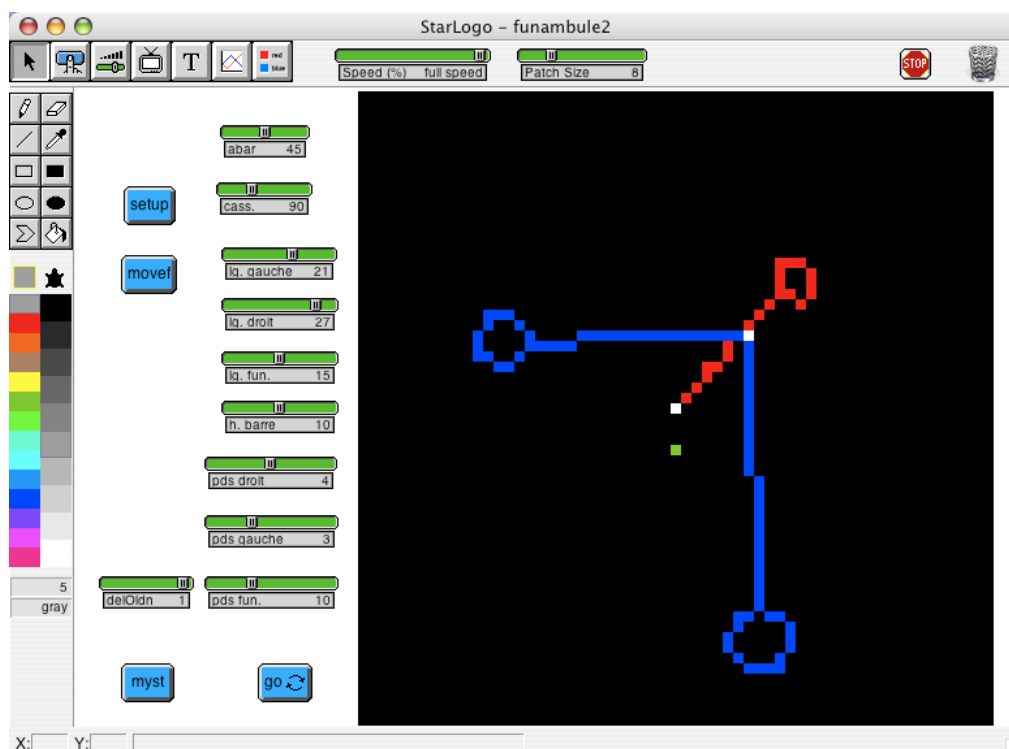 StarLogo – funambule2
T
red
blue
Speed (%) full speed
Patch Size 8
STOP
abar 45
setup
cass. 90
movef
lg. gauche 21
lg. droit 27
lg. fun. 15
h. barre 10
pds droit 4
pds gauche 3
5
delOldn 1
pds fun. 10
gray
myst
go
X:
Y: